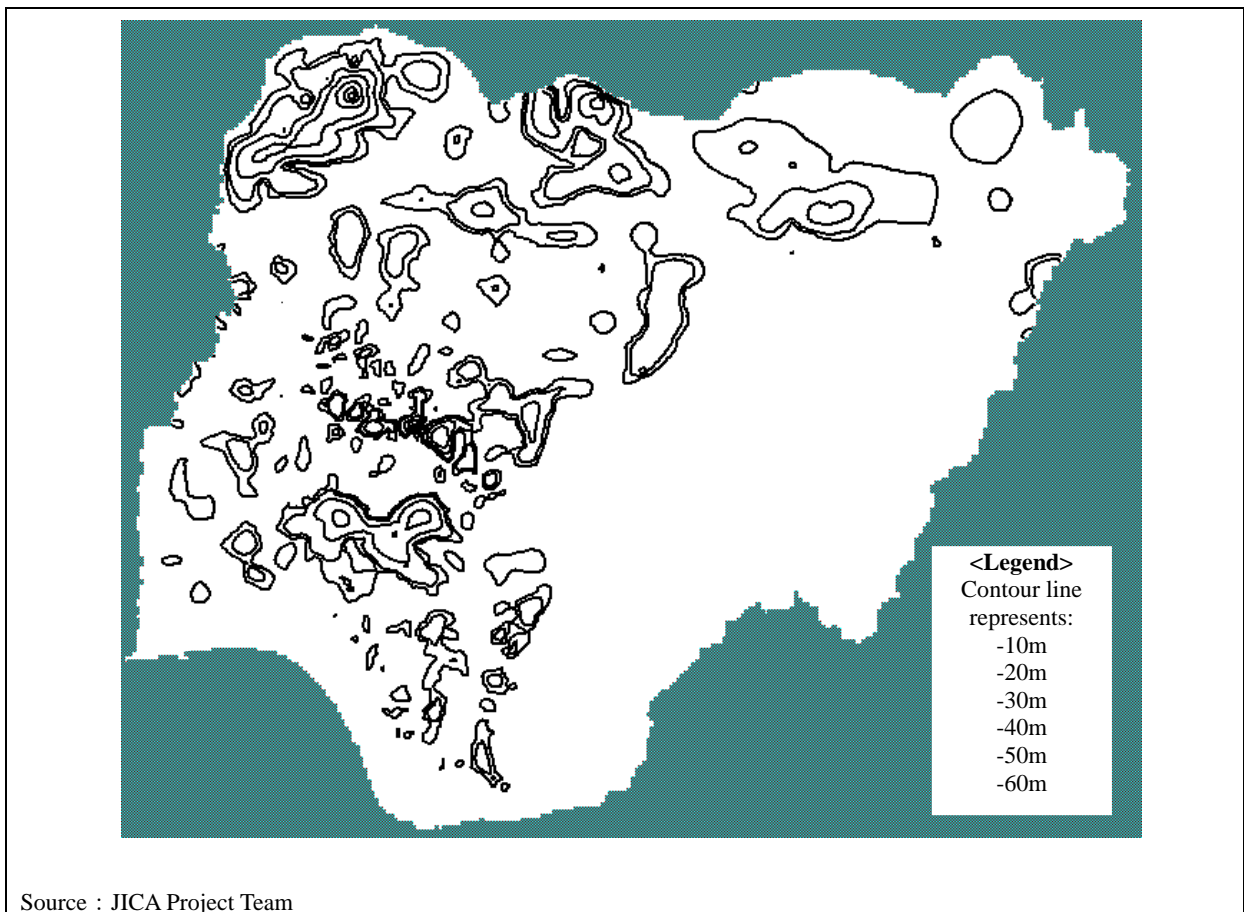 <Legend>
Contour line
represents:
-10m
-20m
-30m
-40m
-50m
-60m
Source：JICA Project Team